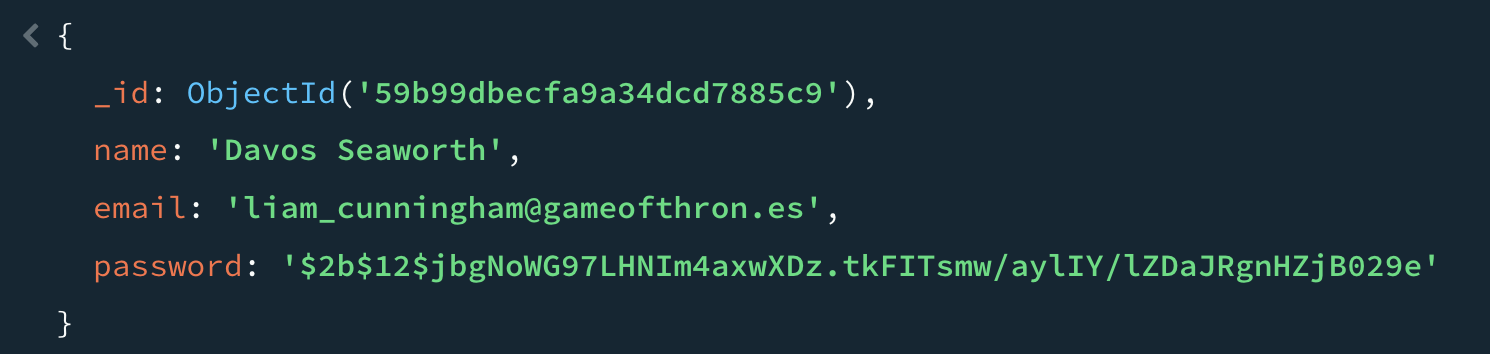 {
_id: ObjectId('59b99dbecfa9a34dcd7885c9'),
name: 'Davos Seaworth',
email: 'liam_cunningham@gameofthron.es',
password: '$2b$12$jbgNoWG97LHNIm4axwXDz.tkFITsmw/aylIY/lZDaJRgnHZjB029e'
}